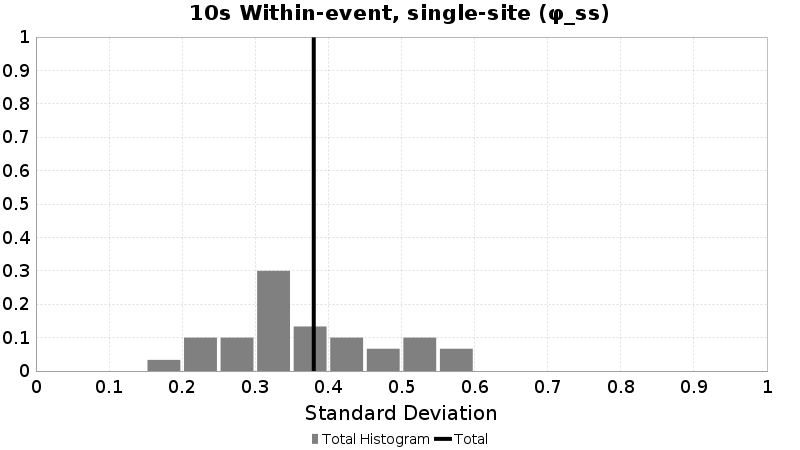 10s Within-event, single-site (φ_ss)
1
0.9
0.8
0.7
0.6
0.5
0.4
0.3
0.2
0.1
0
0 0.1 0.2 0.3 0.4 0.5 0.6 0.7 0.8 0.9 1
Standard Deviation
Total Histogram Total